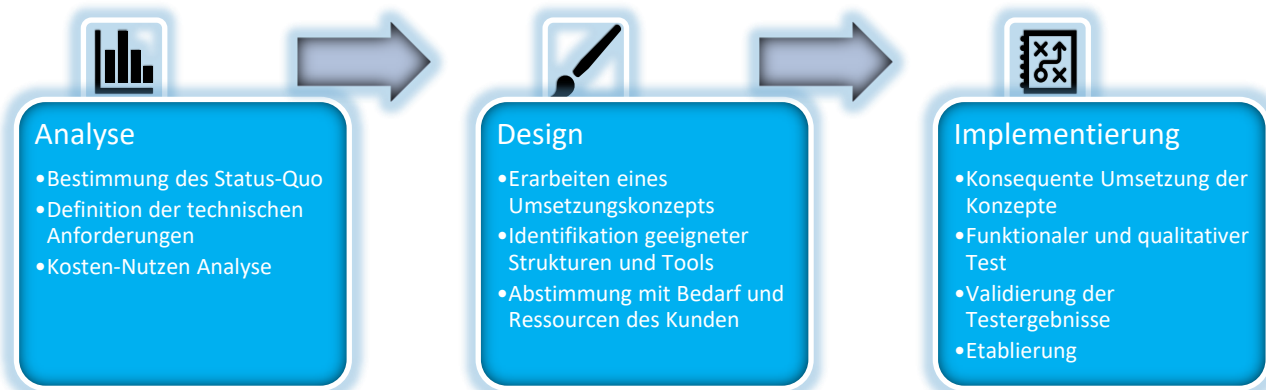 Analyse
•Bestimmung des Status-Quo
•Definition der technischen
Anforderungen
•Kosten-Nutzen Analyse
Design
•Erarbeiten eines
Umsetzungskonzepts
•Identifikation geeigneter
Strukturen und Tools
•Abstimmung mit Bedarf und
Ressourcen des Kunden
Implementierung
•Konsequente Umsetzung der
Konzepte
•Funktionaler und qualitativer
Test
•Validierung der
Testergebnisse
•Etablierung